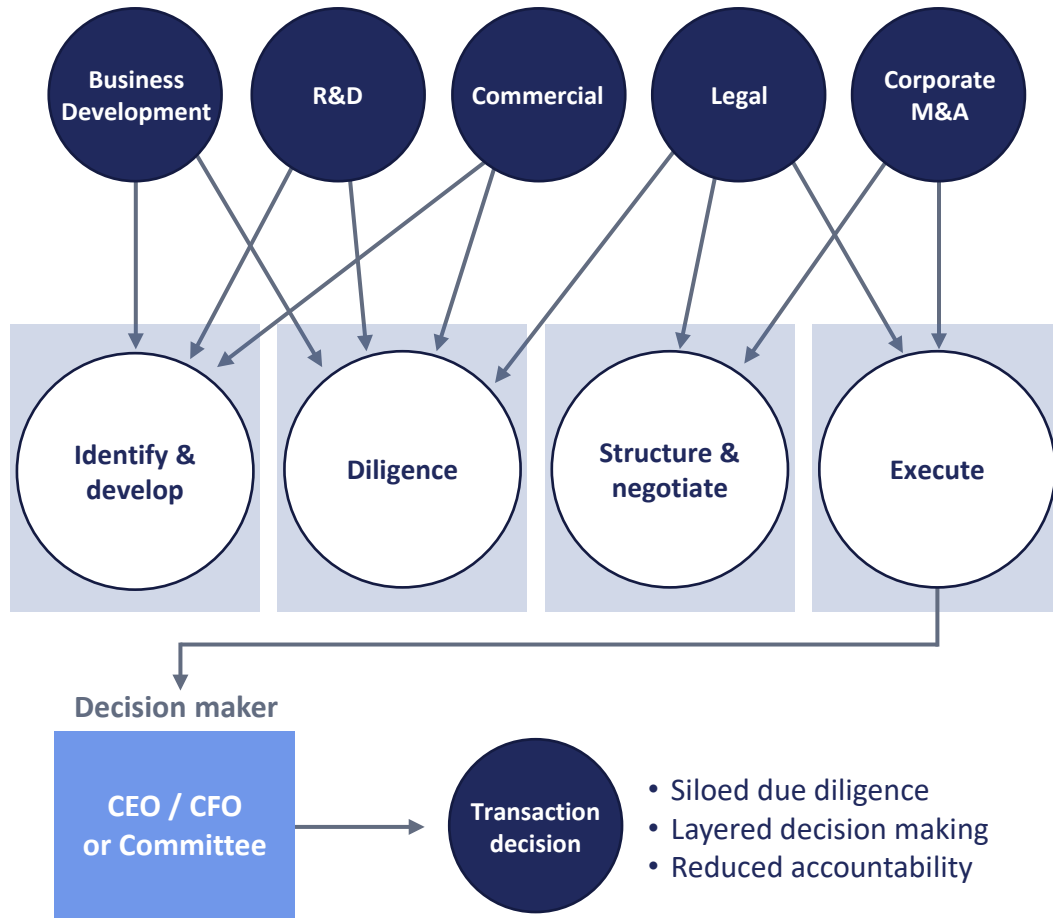 Business
Development
R&D
Commercial
Legal
Corporate
M&A
Identify &
develop
Diligence
Structure &
negotiate
Execute
Decision maker
CEO / CFO
or Committee
Transaction
decision
• Siloed due diligence
• Layered decision making
• Reduced accountability